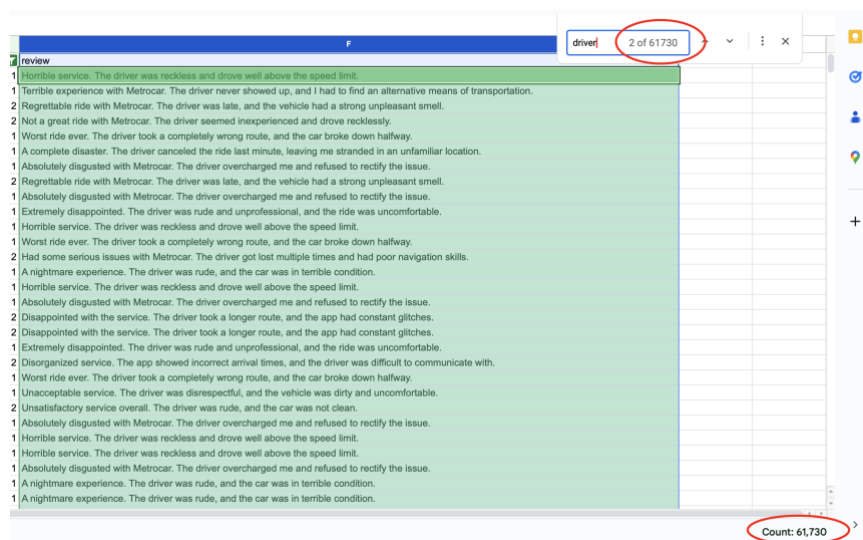 driver 2 of 61730
F
review
1 Horrible service. The driver was reckless and drove well above the speed limit.
1 Terrible experience with Metrocar. The driver never showed up, and I had to find an alternative means of transportation.
2 Regrettable ride with Metrocar. The driver was late, and the vehicle had a strong unpleasant smell.
2 Not a great ride with Metrocar. The driver seemed inexperienced and drove recklessly.
1 Worst ride ever. The driver took a completely wrong route, and the car broke down halfway.
1 A complete disaster. The driver canceled the ride last minute, leaving me stranded in an unfamiliar location.
1 Absolutely disgusted with Metrocar. The driver overcharged me and refused to rectify the issue.
2 Regrettable ride with Metrocar. The driver was late, and the vehicle had a strong unpleasant smell.
1 Absolutely disgusted with Metrocar. The driver overcharged me and refused to rectify the issue.
1 Extremely disappointed. The driver was rude and unprofessional, and the ride was uncomfortable.
1 Horrible service. The driver was reckless and drove well above the speed limit.
1 Worst ride ever. The driver took a completely wrong route, and the car broke down halfway.
2 Had some serious issues with Metrocar. The driver got lost multiple times and had poor navigation skills.
1 A nightmare experience. The driver was rude, and the car was in terrible condition.
1 Horrible service. The driver was reckless and drove well above the speed limit.
1 Absolutely disgusted with Metrocar. The driver overcharged me and refused to rectify the issue.
2 Disappointed with the service. The driver took a longer route, and the app had constant glitches.
2 Disappointed with the service. The driver took a longer route, and the app had constant glitches.
1 Extremely disappointed. The driver was rude and unprofessional, and the ride was uncomfortable.
2 Disorganized service. The app showed incorrect arrival times, and the driver was difficult to communicate with.
1 Worst ride ever. The driver took a completely wrong route, and the car broke down halfway.
1 Unacceptable service. The driver was disrespectful, and the vehicle was dirty and uncomfortable.
2 Unsatisfactory service overall. The driver was rude, and the car was not clean.
1 Absolutely disgusted with Metrocar. The driver overcharged me and refused to rectify the issue.
1 Horrible service. The driver was reckless and drove well above the speed limit.
1 Horrible service. The driver was reckless and drove well above the speed limit.
1 Absolutely disgusted with Metrocar. The driver overcharged me and refused to rectify the issue.
1 A nightmare experience. The driver was rude, and the car was in terrible condition.
1 A nightmare experience. The driver was rude, and the car was in terrible condition.
Count: 61,730